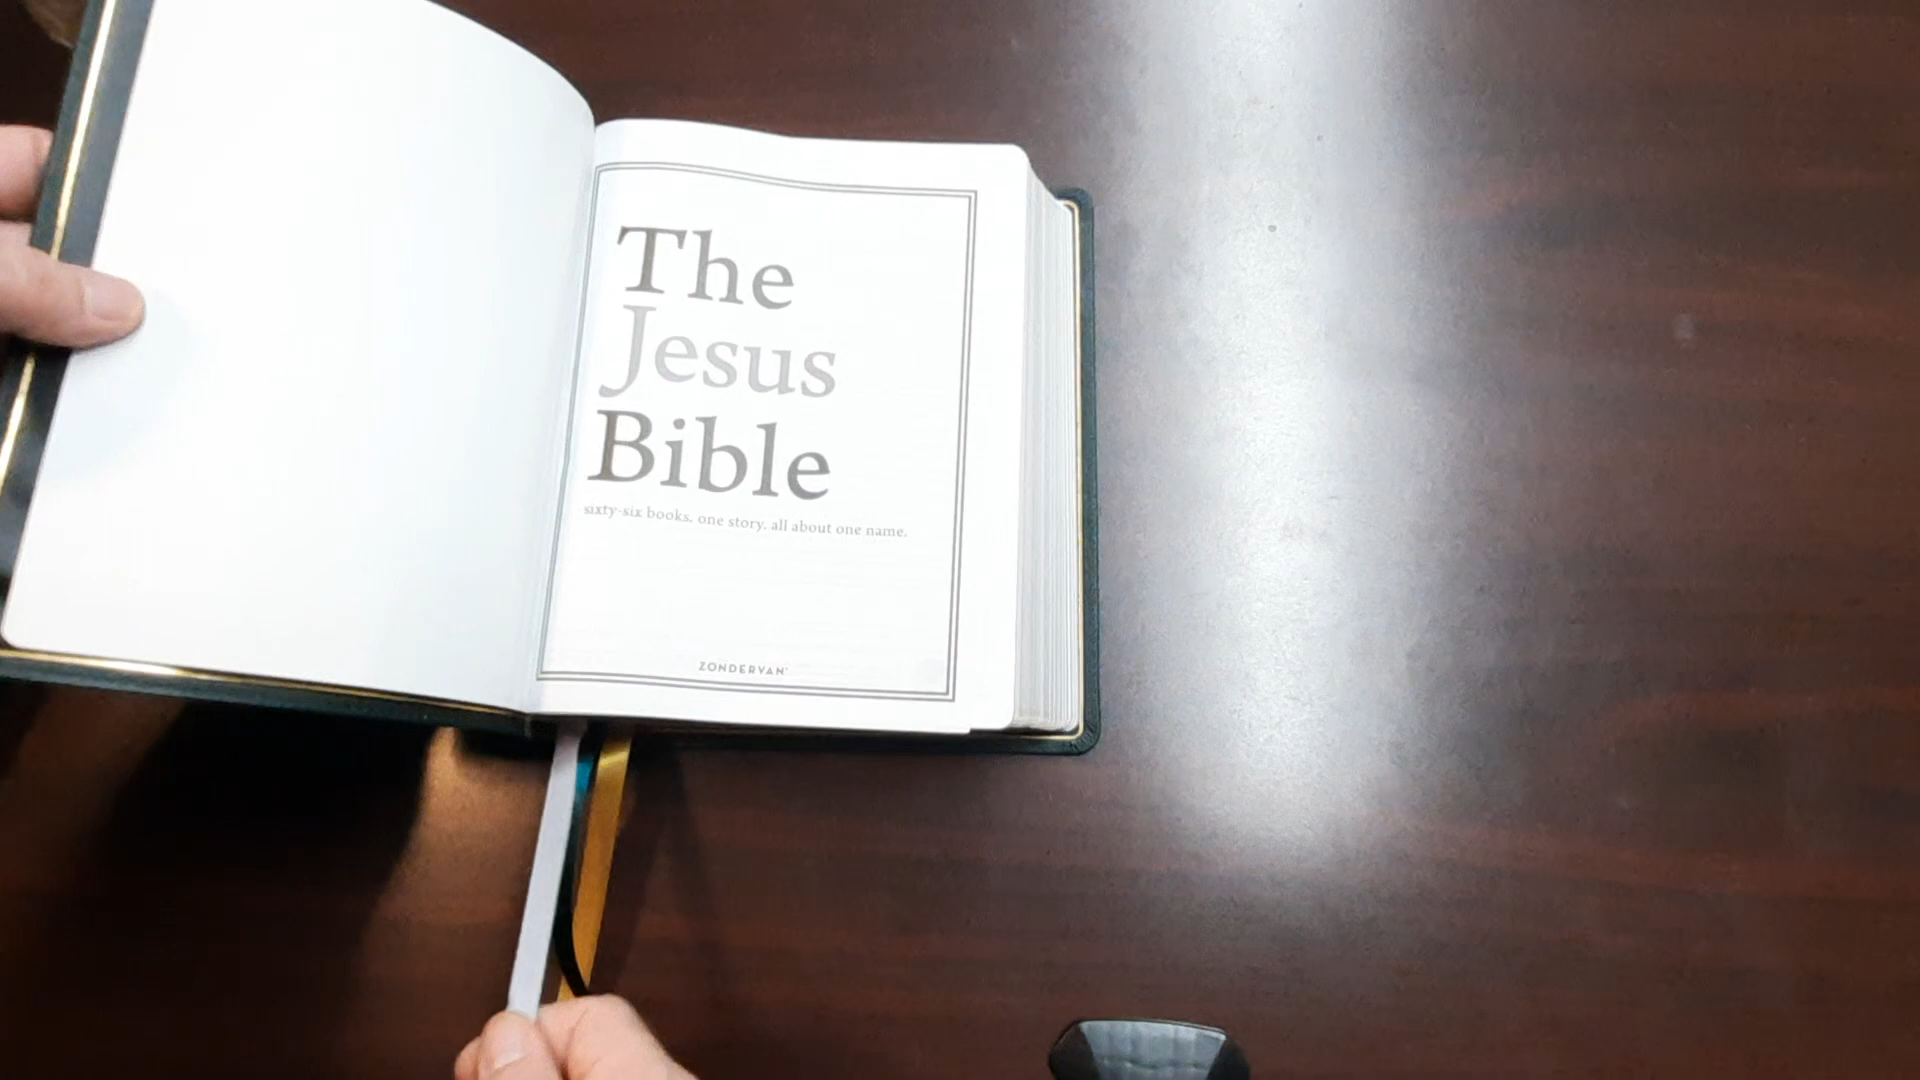 The
Jesus
Bible
sixty-six books. one story. all about one name.
ZONDERVAN®